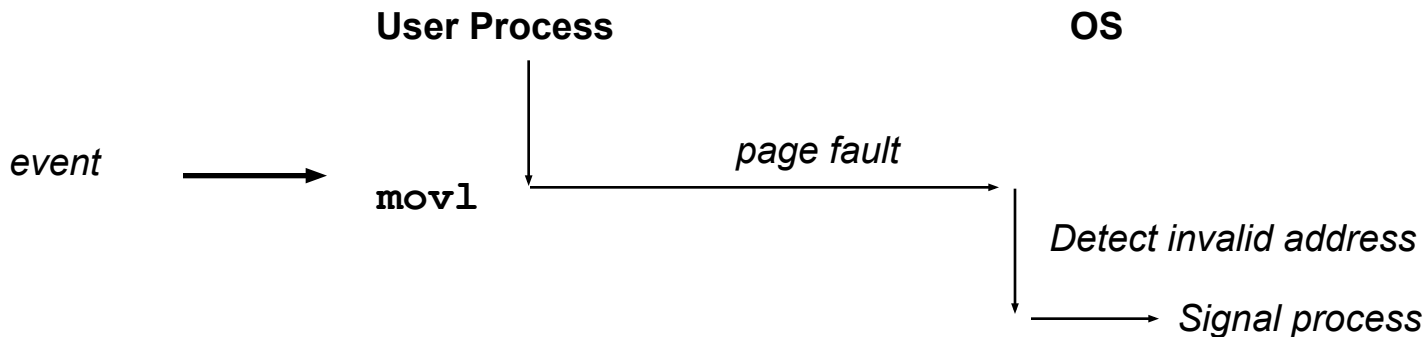 User Process
OS
event
page fault
movl
Detect invalid address
Signal process